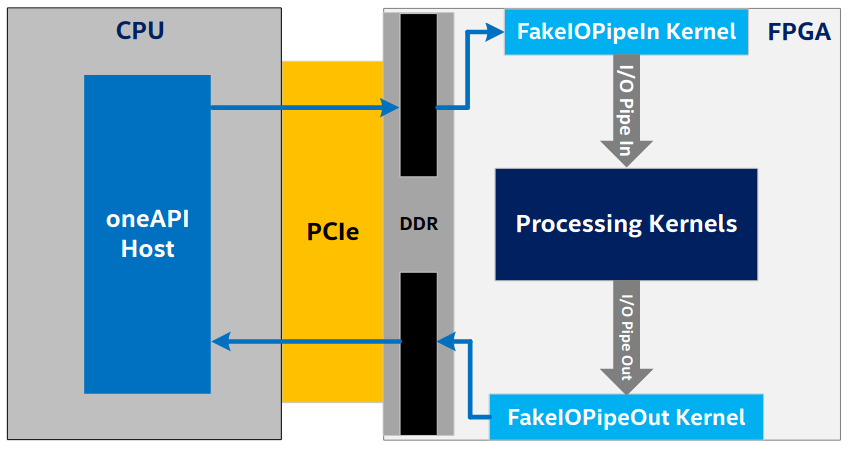 CPU
oneAPI
Host
PCIe
DDR
FPGA
FakeIOPipeIn Kernel
I/O Pipe In
Processing Kernels
I/O Pipe Out
FakeIOPipeOut Kernel